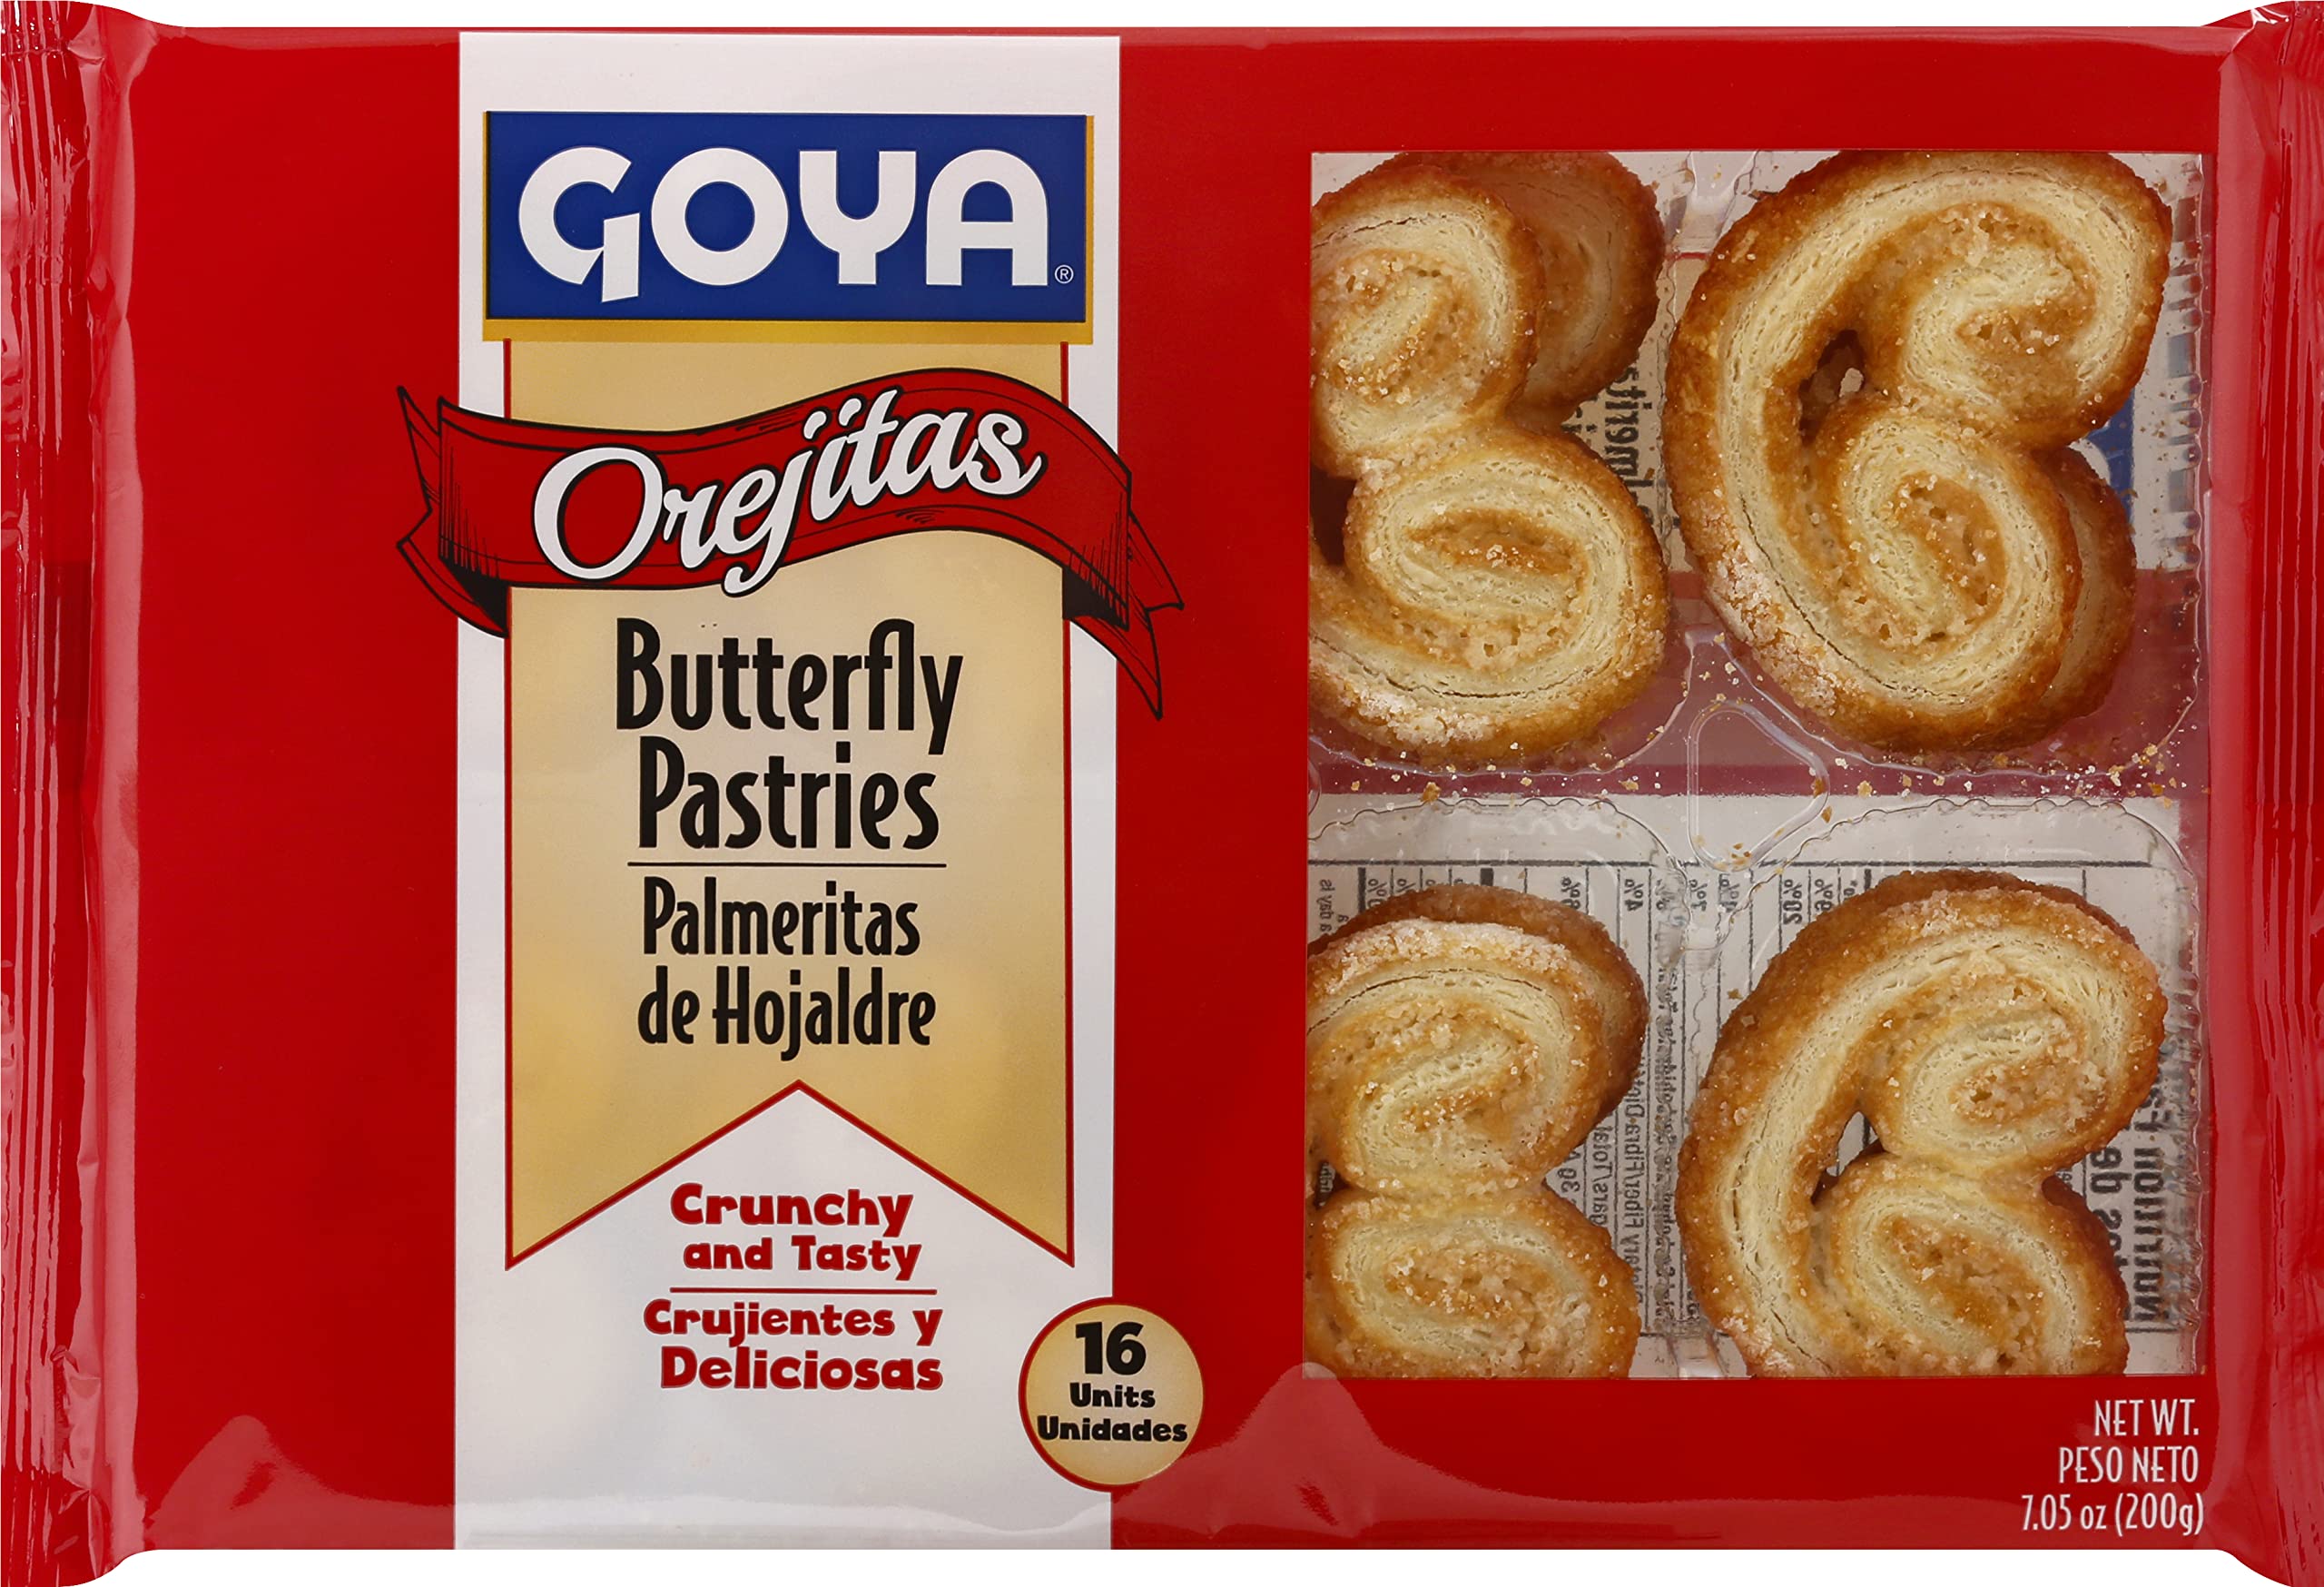 GOYA®
Orejitas
Butterfly
Pastries
Palmeritas
de Hojaldre
Crunchy
and Tasty
Crujientes y
Deliciosas
16
Units
Unidades
NET WT.
PESO NETO
7.05 oz (200g)